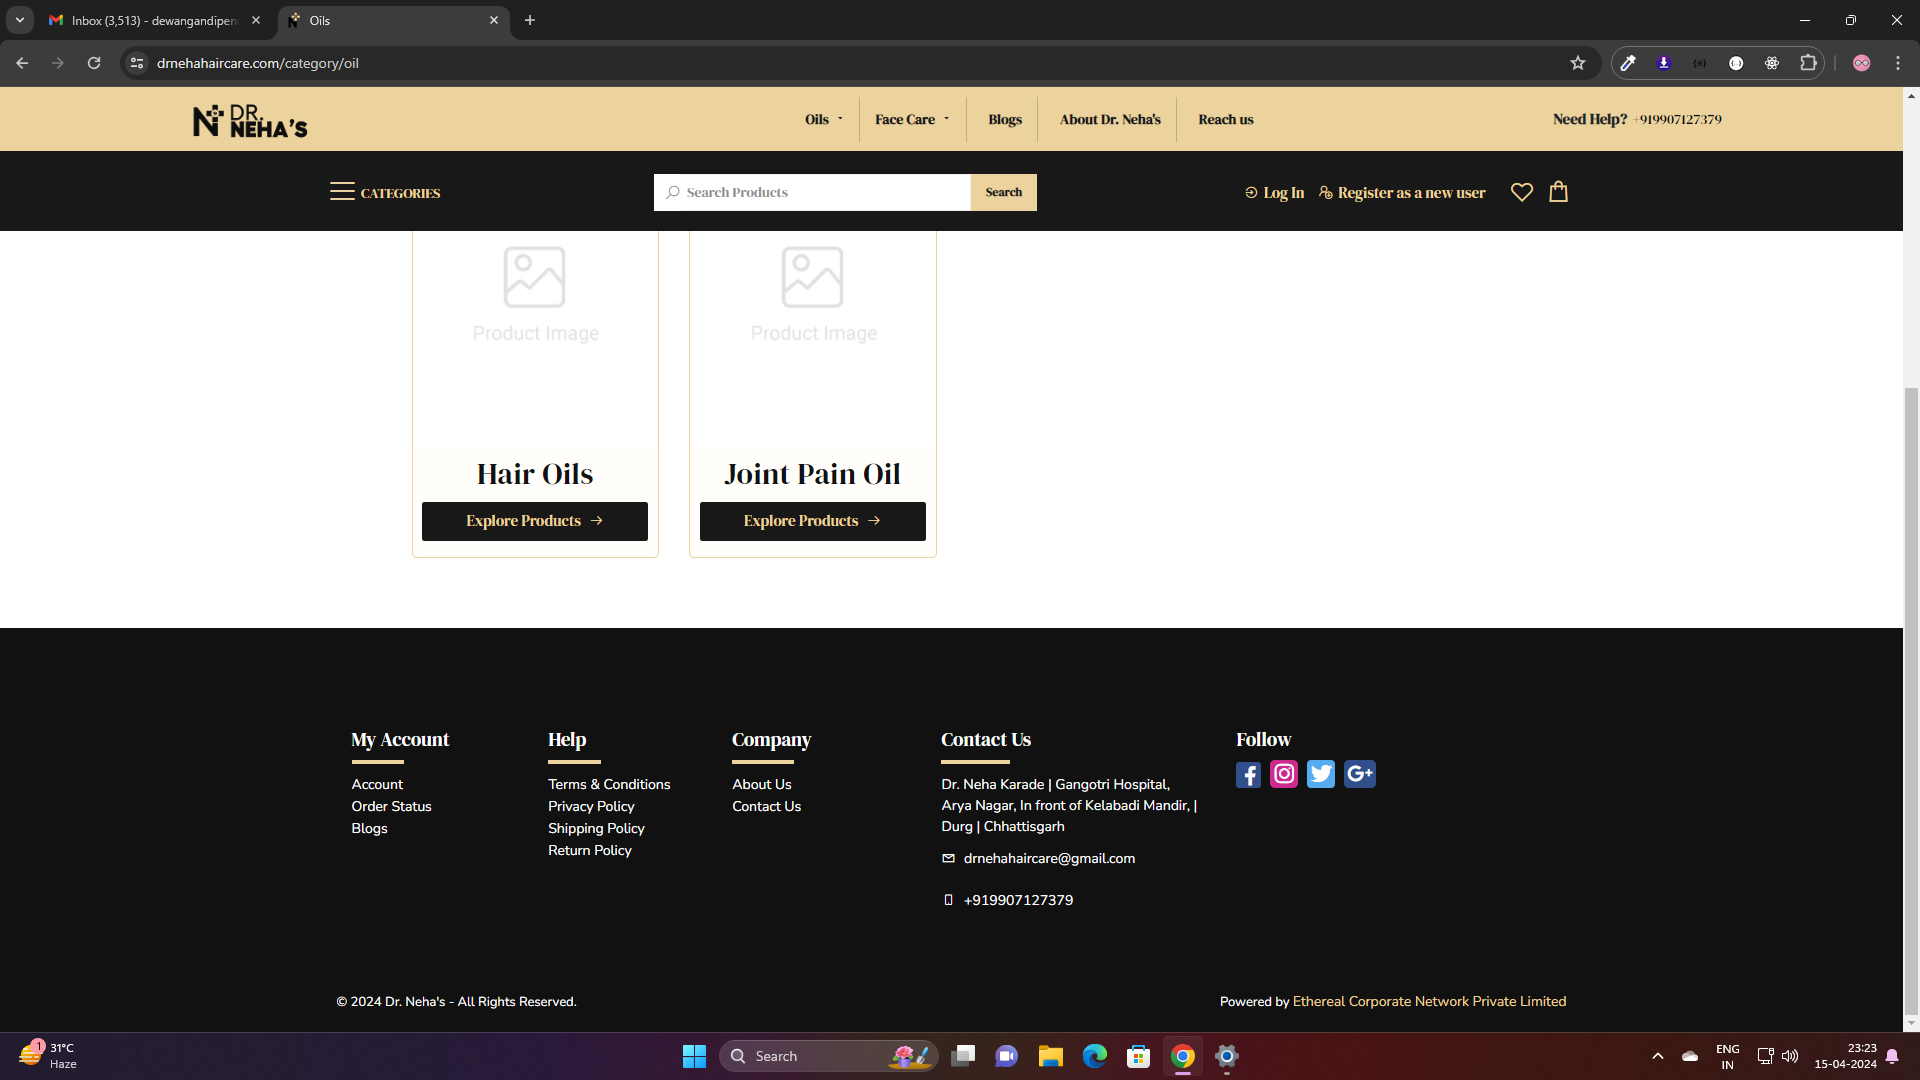 Inbox (3,513) - dewangandipen
Oils
drnehahaircare.com/category/oil
DR. NEHA'S
Oils
Face Care
Blogs
About Dr. Neha's
Reach us
Need Help? +919907127379
CATEGORIES
Search Products
Search
Log In
Register as a new user
Product Image
Product Image
Hair Oils
Joint Pain Oil
Explore Products →
Explore Products →
My Account
Account
Order Status
Blogs
Help
Terms & Conditions
Privacy Policy
Shipping Policy
Return Policy
Company
About Us
Contact Us
Contact Us
Dr. Neha Karade | Gangotri Hospital,
Arya Nagar, In front of Kelabadi Mandir, |
Durg | Chhattisgarh
drnehahaircare@gmail.com
+919907127379
Follow
© 2024 Dr. Neha's - All Rights Reserved.
Powered by Ethereal Corporate Network Private Limited
1
31°C
Haze
Search
ENG
IN
23:23
15-04-2024